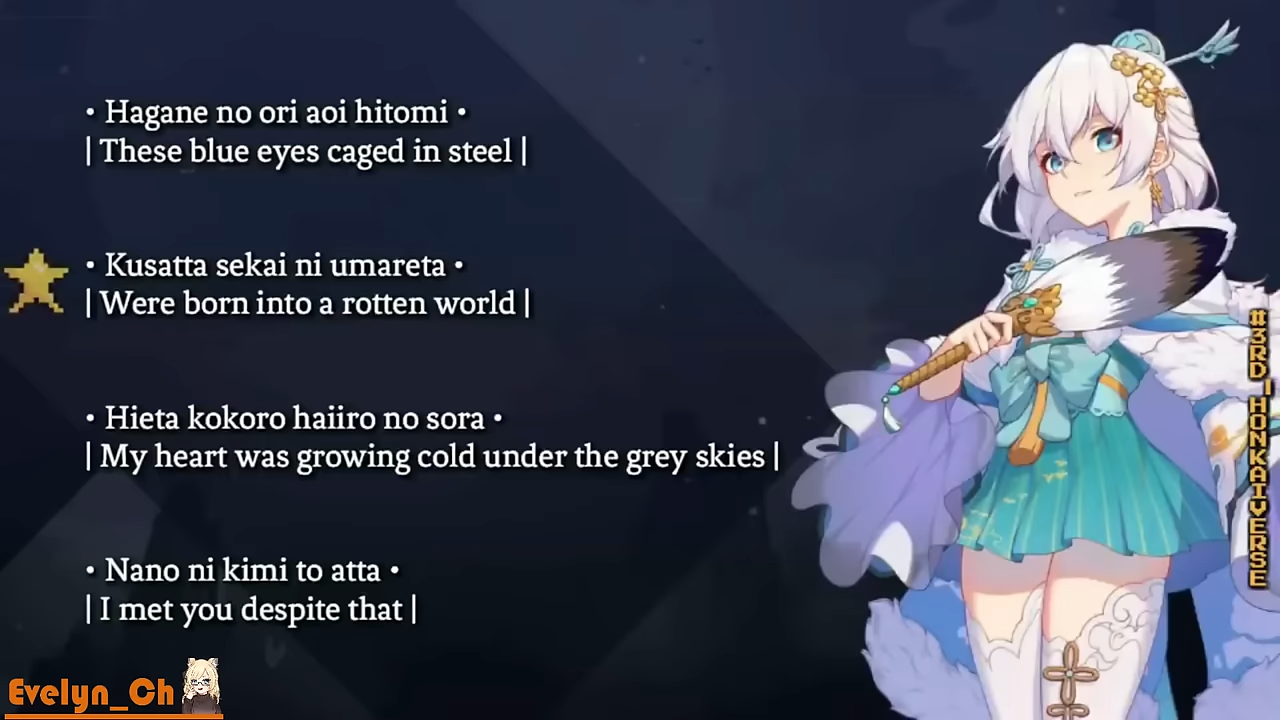 • Hagane no ori aoi hitomi •
| These blue eyes caged in steel |
• Kusatta sekai ni umareta •
| Were born into a rotten world |
• Hieta kokoro haiiro no sora •
| My heart was growing cold under the grey skies |
• Nano ni kimi to atta •
| I met you despite that |
#3RD_HONKAIVERSE
Evelyn_Ch